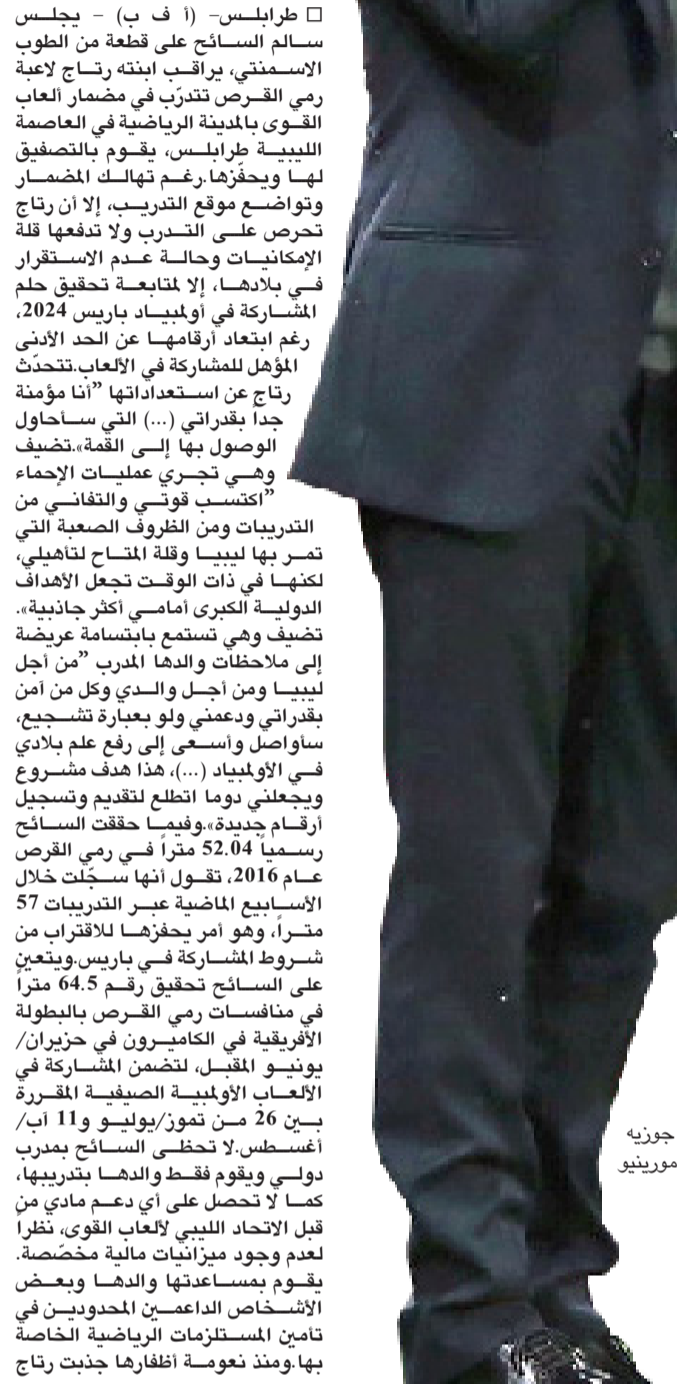 □ طرابلس- (أ ف ب) - يجلس
سالم السائح على قطعة من الطوب
الاسمنتي، يراقب ابنته رتاج لاعبة
رمي القرص تتدرّب في مضمار ألعاب
القوى بالمدينة الرياضية في العاصمة
الليبية طرابلس، يقوم بالتصفيق
لها ويحفّزها.رغم تهالك المضمار
وتواضع موقع التدريب، إلا أن رتاج
تحرص على التدرب ولا تدفعها قلة
الإمكانيات وحالة عدم الاستقرار
في بلادها، إلا لمتابعة تحقيق حلم
المشاركة في أولمبياد باريس 2024،
رغم ابتعاد أرقامها عن الحد الأدنى
المؤهل للمشاركة في الألعاب.تتحدّث
رتاج عن استعداداتها ”أنا مؤمنة
جداً بقدراتي (...) التي سأحاول
الوصول بها إلى القمة».تضيف
وهي تجري عمليات الإحماء
”اكتسب قوتي والتفاني من
التدريبات ومن الظروف الصعبة التي
تمر بها ليبيا وقلة المتاح لتأهيلي،
لكنها في ذات الوقت تجعل الأهداف
الدولية الكبرى أمامي أكثر جاذبية».
تضيف وهي تستمع بابتسامة عريضة
إلى ملاحظات والدها المدرب ”من أجل
ليبيا ومن أجل والدي وكل من آمن
بقدراتي ودعمني ولو بعبارة تشجيع،
سأواصل وأسعى إلى رفع علم بلادي
في الأولمبياد (...)، هذا هدف مشروع
ويجعلني دوما اتطلع لتقديم وتسجيل
أرقام جديدة».وفيما حققت السائح
رسمياً 52.04 متراً في رمي القرص
عام 2016، تقول أنها سجّلت خلال
الأسابيع الماضية عبر التدريبات 57
متراً، وهو أمر يحفزها للاقتراب من
شروط المشاركة في باريس.ويتعين
على السائح تحقيق رقم 64.5 متراً
في منافسات رمي القرص بالبطولة
الأفريقية في الكاميرون في حزيران/
يونيو المقبل، لتضمن المشاركة في
الألعاب الأولمبية الصيفية المقررة
بين 26 من تموز/يوليو و11 آب/
أغسطس.لا تحظى السائح بمدرب
دولي ويقوم فقط والدها بتدريبها،
كما لا تحصل على أي دعم مادي من
قبل الاتحاد الليبي لألعاب القوى، نظراً
لعدم وجود ميزانيات مالية مخصّصة.
يقوم بمساعدتها والدها وبعض
الأشخاص الداعمين المحدودين في
تأمين المستلزمات الرياضية الخاصة
بها.ومنذ نعومة أظفارها جذبت رتاج
جوزيه
مورينيو